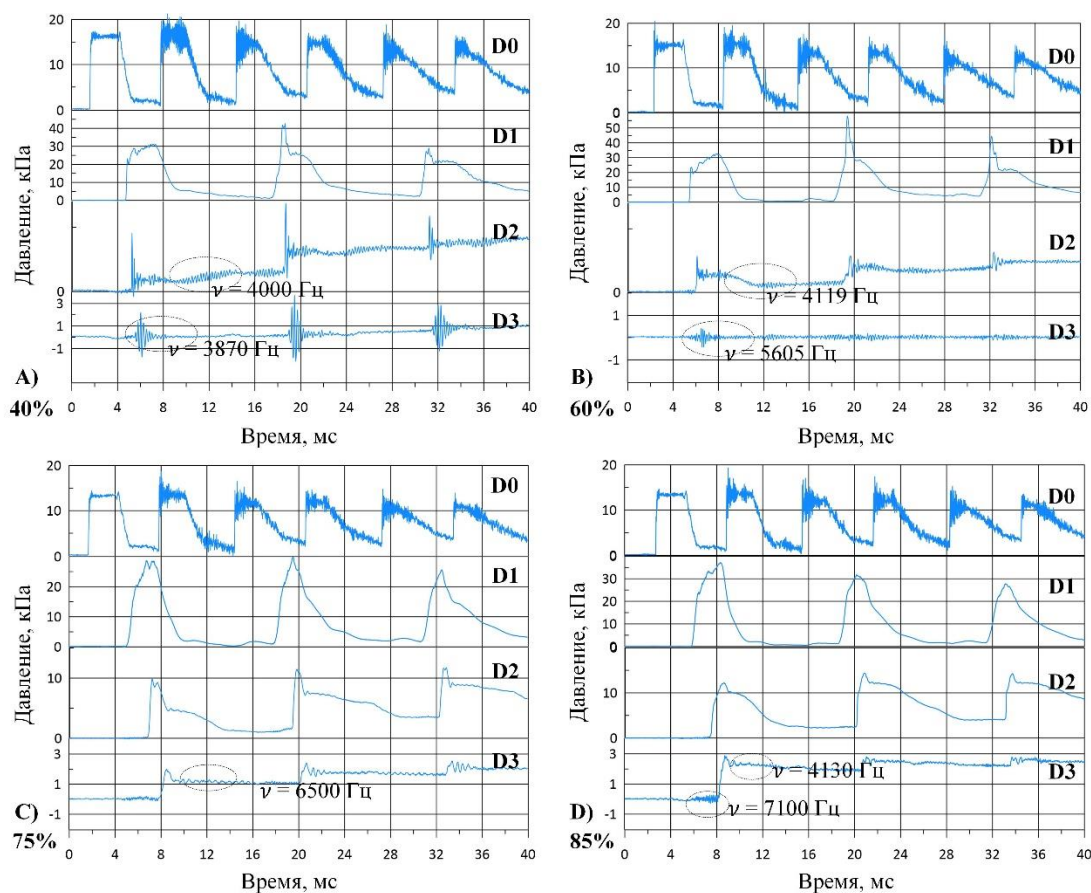 Давление, кПа
20
10
0
D0
40
30
20
10
0
D1
0
D2
ν = 4000 Гц
3
1
-1
D3
ν = 3870 Гц
A)
40%
0 4 8 12 16 20 24 28 32 36 40
Время, мс
Давление, кПа
20
10
0
D0
50
40
30
20
10
0
D1
0
D2
ν = 4119 Гц
1
-1
D3
ν = 5605 Гц
B)
60%
0 4 8 12 16 20 24 28 32 36 40
Время, мс
Давление, кПа
20
10
0
D0
20
10
0
D1
10
0
D2
3
1
-1
D3
ν = 6500 Гц
C)
75%
0 4 8 12 16 20 24 28 32 36 40
Время, мс
Давление, кПа
20
10
0
D0
30
20
10
0
D1
10
0
D2
3
1
-1
D3
ν = 4130 Гц
ν = 7100 Гц
D)
85%
0 4 8 12 16 20 24 28 32 36 40
Время, мс